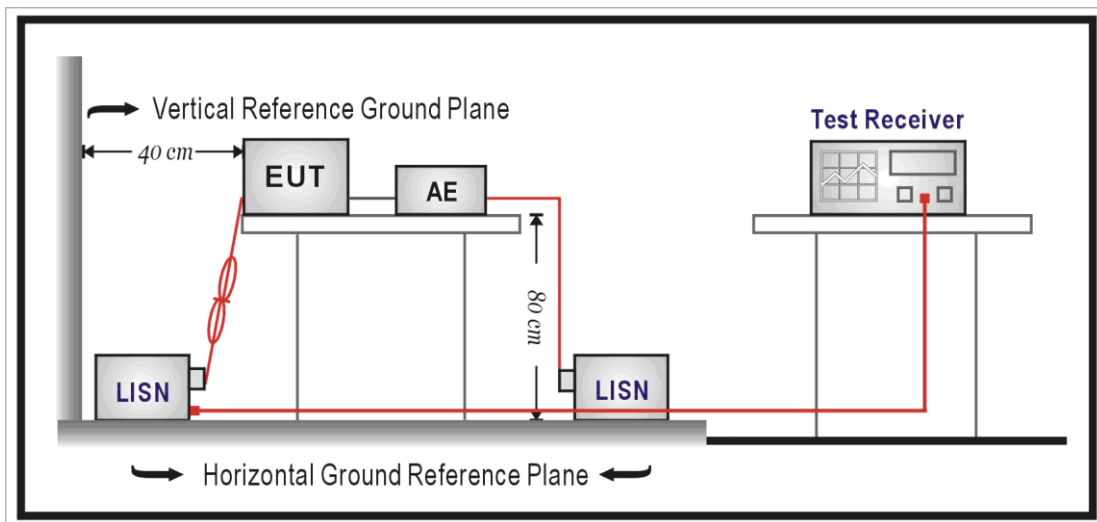 Vertical Reference Ground Plane
40 cm
EUT
AE
Test Receiver
80 cm
LISN
LISN
Horizontal Ground Reference Plane